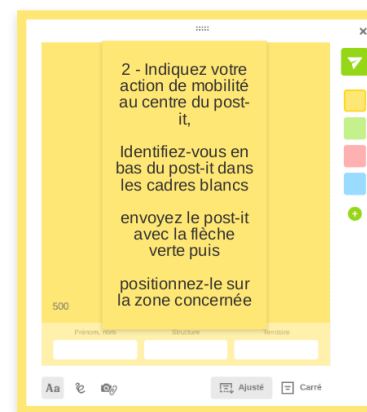 2 - Indiquez votre
action de mobilité
au centre du post-
it,
Identifiez-vous en
bas du post-it dans
les cadres blancs
envoyez le post-it
avec la flèche
verte puis
positionnez-le sur
la zone concernée
500
Prénom, nom Structure Territoire
Aa Ajusté Carré